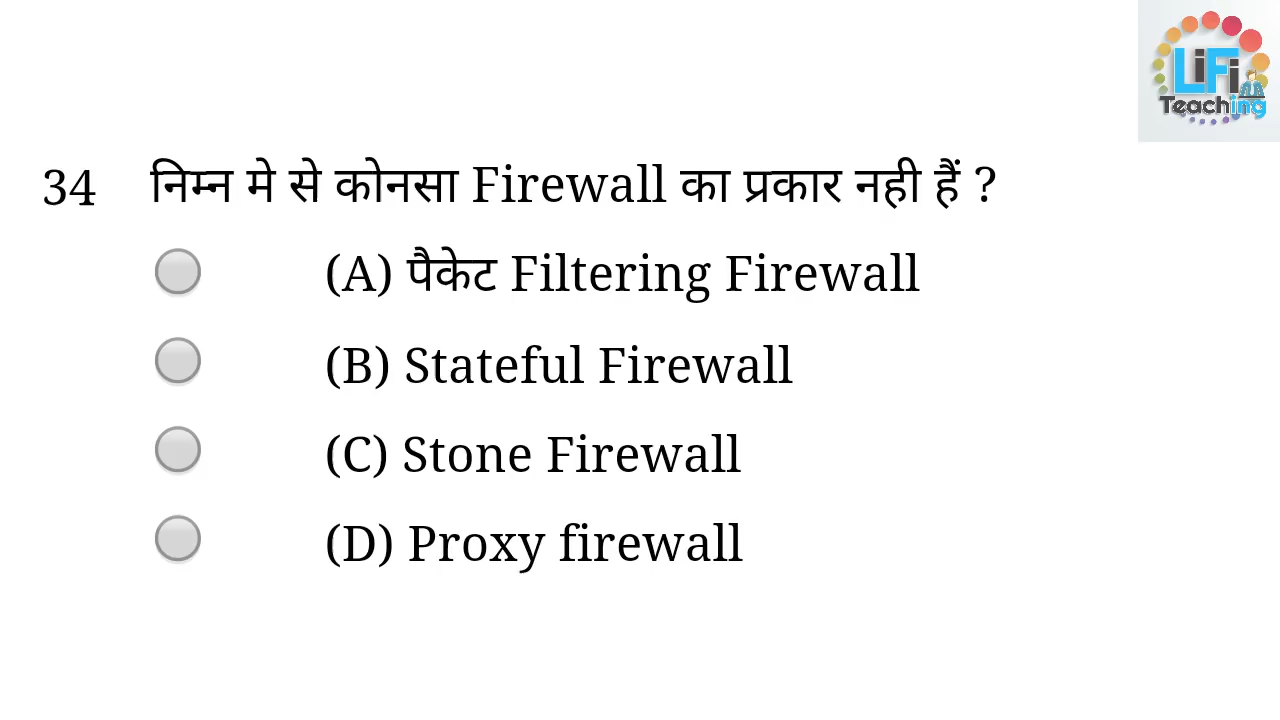 LiFi
Teaching
34 निम्न मे से कोनसा Firewall का प्रकार नही हैं ?
(A) पैकेट Filtering Firewall
(B) Stateful Firewall
(C) Stone Firewall
(D) Proxy firewall